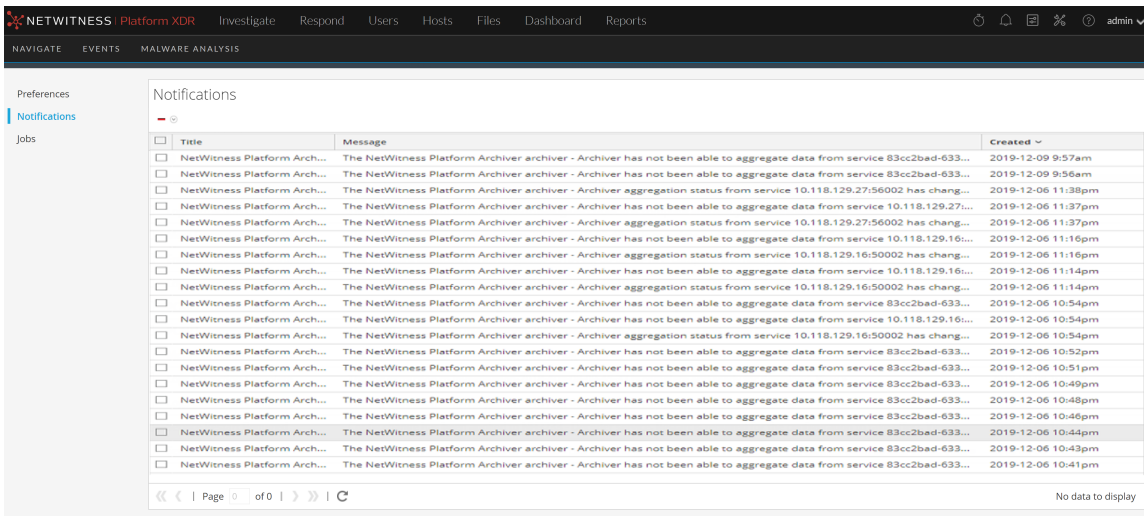 NETWITNESS Platform XDR Investigate Respond Users Hosts Files Dashboard Reports admin
NAVIGATE EVENTS MALWARE ANALYSIS
Preferences
Notifications
Jobs
Notifications
Title Message Created
NetWitness Platform Arch... The NetWitness Platform Archiver archiver - Archiver has not been able to aggregate data from service 83cc2bad-633... 2019-12-09 9:57am
NetWitness Platform Arch... The NetWitness Platform Archiver archiver - Archiver has not been able to aggregate data from service 83cc2bad-633... 2019-12-09 9:56am
NetWitness Platform Arch... The NetWitness Platform Archiver archiver - Archiver aggregation status from service 10.118.129.27:56002 has chang... 2019-12-06 11:38pm
NetWitness Platform Arch... The NetWitness Platform Archiver archiver - Archiver has not been able to aggregate data from service 10.118.129.27:... 2019-12-06 11:37pm
NetWitness Platform Arch... The NetWitness Platform Archiver archiver - Archiver aggregation status from service 10.118.129.27:56002 has chang... 2019-12-06 11:37pm
NetWitness Platform Arch... The NetWitness Platform Archiver archiver - Archiver has not been able to aggregate data from service 10.118.129.16:... 2019-12-06 11:16pm
NetWitness Platform Arch... The NetWitness Platform Archiver archiver - Archiver aggregation status from service 10.118.129.16:50002 has chang... 2019-12-06 11:16pm
NetWitness Platform Arch... The NetWitness Platform Archiver archiver - Archiver has not been able to aggregate data from service 10.118.129.16:... 2019-12-06 11:14pm
NetWitness Platform Arch... The NetWitness Platform Archiver archiver - Archiver aggregation status from service 10.118.129.16:50002 has chang... 2019-12-06 11:14pm
NetWitness Platform Arch... The NetWitness Platform Archiver archiver - Archiver has not been able to aggregate data from service 83cc2bad-633... 2019-12-06 10:54pm
NetWitness Platform Arch... The NetWitness Platform Archiver archiver - Archiver has not been able to aggregate data from service 10.118.129.16:... 2019-12-06 10:54pm
NetWitness Platform Arch... The NetWitness Platform Archiver archiver - Archiver aggregation status from service 10.118.129.16:50002 has chang... 2019-12-06 10:54pm
NetWitness Platform Arch... The NetWitness Platform Archiver archiver - Archiver has not been able to aggregate data from service 83cc2bad-633... 2019-12-06 10:52pm
NetWitness Platform Arch... The NetWitness Platform Archiver archiver - Archiver has not been able to aggregate data from service 83cc2bad-633... 2019-12-06 10:51pm
NetWitness Platform Arch... The NetWitness Platform Archiver archiver - Archiver has not been able to aggregate data from service 83cc2bad-633... 2019-12-06 10:49pm
NetWitness Platform Arch... The NetWitness Platform Archiver archiver - Archiver has not been able to aggregate data from service 83cc2bad-633... 2019-12-06 10:48pm
NetWitness Platform Arch... The NetWitness Platform Archiver archiver - Archiver has not been able to aggregate data from service 83cc2bad-633... 2019-12-06 10:46pm
NetWitness Platform Arch... The NetWitness Platform Archiver archiver - Archiver has not been able to aggregate data from service 83cc2bad-633... 2019-12-06 10:44pm
NetWitness Platform Arch... The NetWitness Platform Archiver archiver - Archiver has not been able to aggregate data from service 83cc2bad-633... 2019-12-06 10:43pm
NetWitness Platform Arch... The NetWitness Platform Archiver archiver - Archiver has not been able to aggregate data from service 83cc2bad-633... 2019-12-06 10:41pm
Page 0 of 0 No data to display